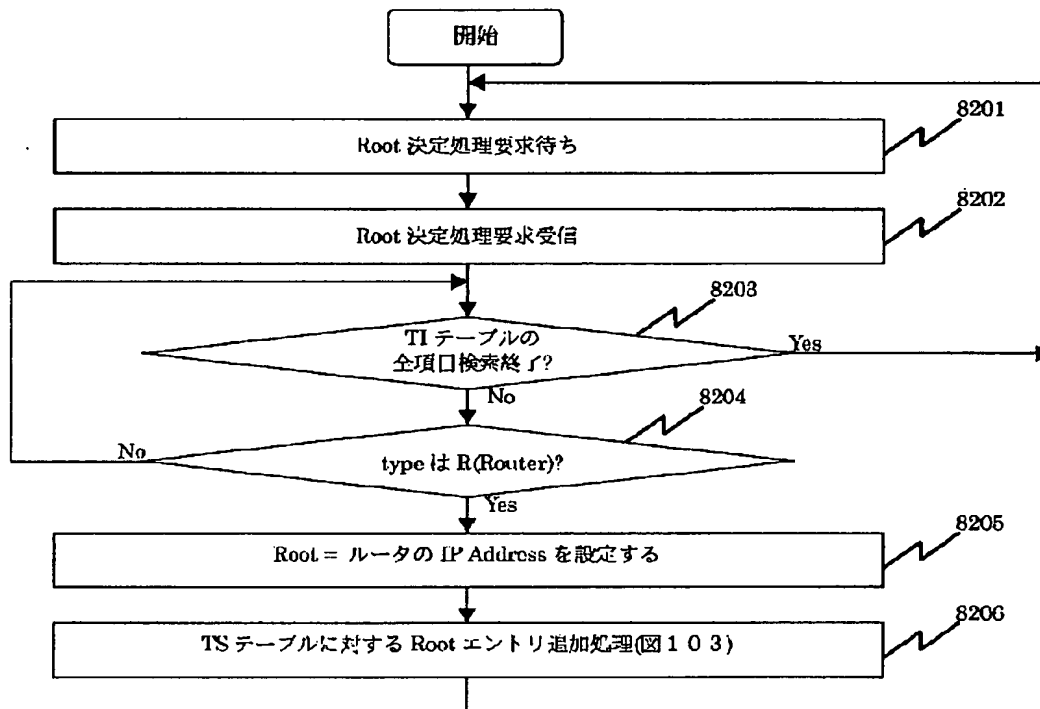 開始
8201
Root 決定処理要求待ち
8202
Root 決定処理要求受信
8203
TI テーブルの
全項目検索終了?
Yes
No
8204
No
type は R(Router)?
Yes
8205
Root = ルータの IP Address を設定する
8206
TS テーブルに対する Root エントリ追加処理(図103)